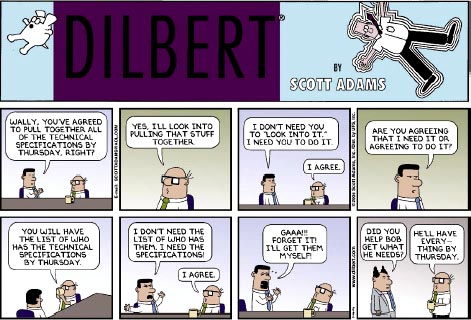 DILBERT®
BY
SCOTT ADAMS
WALLY, YOU'VE AGREED
TO PULL TOGETHER ALL
OF THE TECHNICAL
SPECIFICATIONS BY
THURSDAY, RIGHT?
YES, I'LL LOOK INTO
PULLING THAT STUFF
TOGETHER.
I DON'T NEED YOU
TO "LOOK INTO IT."
I NEED YOU TO DO IT.
I AGREE.
ARE YOU AGREEING
THAT I NEED IT OR
AGREEING TO DO IT?
YOU WILL HAVE
THE LIST OF WHO
HAS THE TECHNICAL
SPECIFICATIONS
BY THURSDAY.
I DON'T NEED THE
LIST OF WHO HAS
THEM. I NEED THE
SPECIFICATIONS!
I AGREE.
GAAA!!!
FORGET IT!
I'LL GET THEM
MYSELF!
www.dilbert.com
DID YOU
HELP BOB
GET WHAT
HE NEEDS?
HE'LL HAVE
EVERY-
THING BY
THURSDAY.